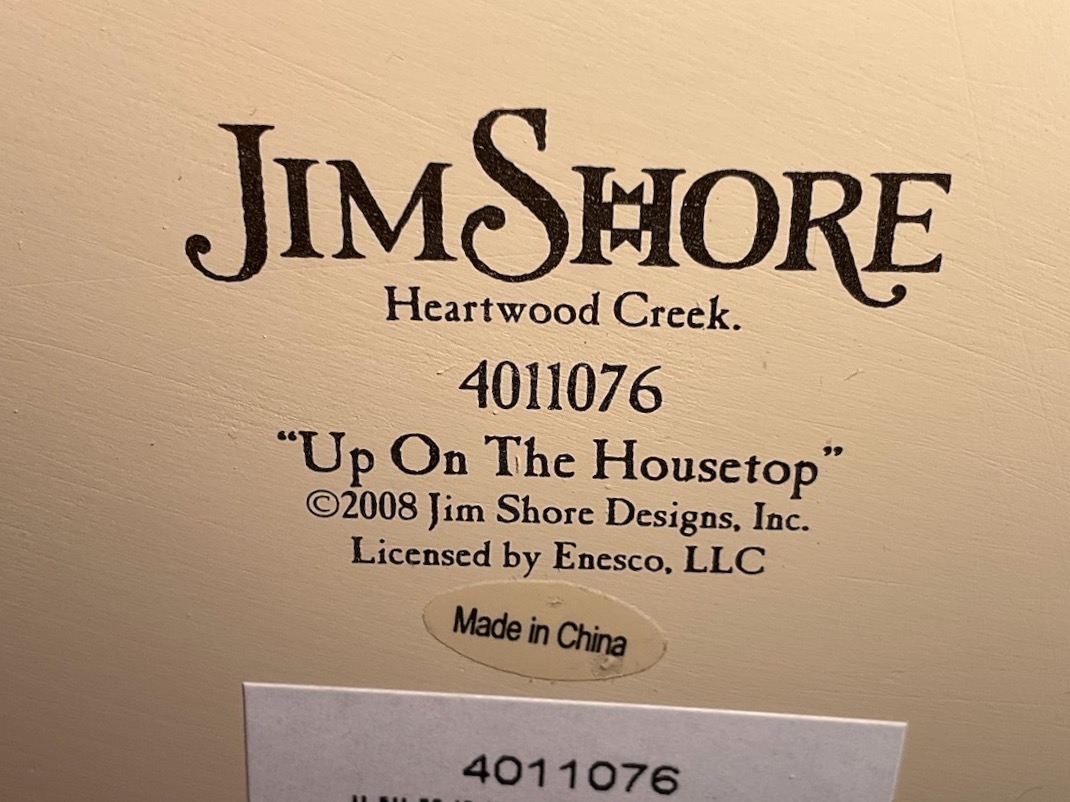 JIM SHORE
Heartwood Creek.
4011076
“Up On The Housetop”
©2008 Jim Shore Designs, Inc.
Licensed by Enesco, LLC
Made in China
4011076